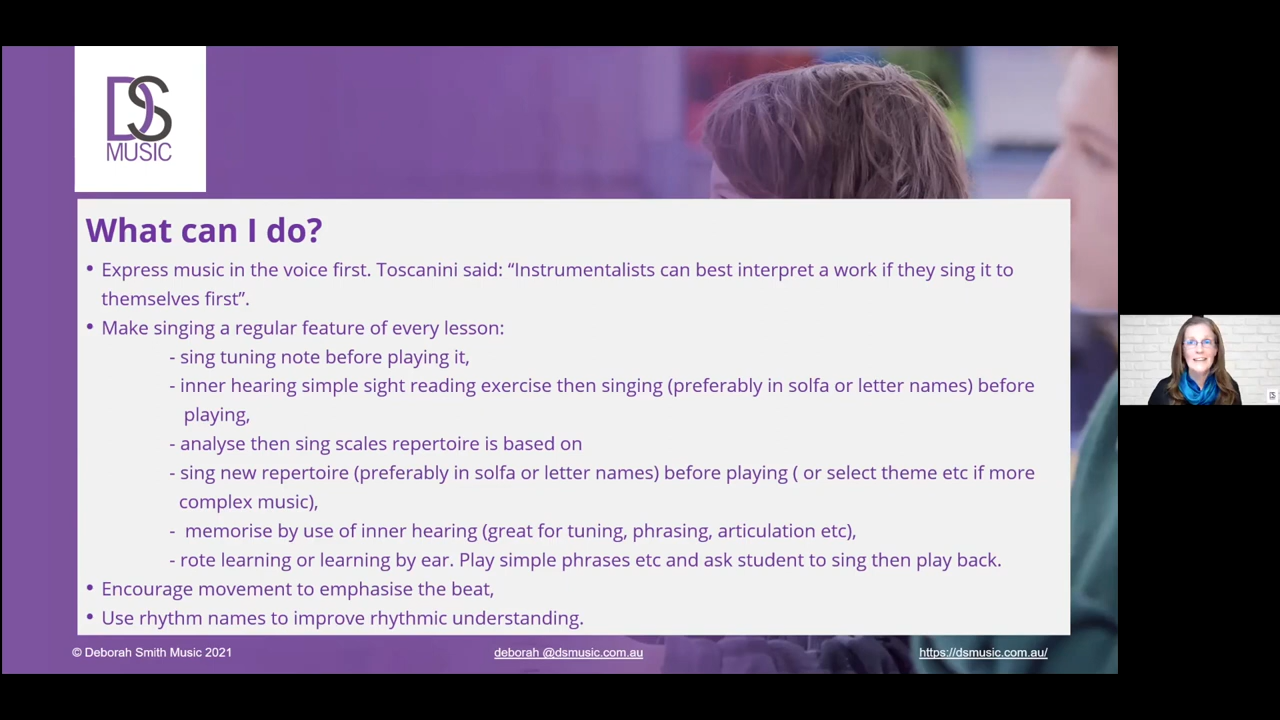 DS
MUSIC
What can I do?
• Express music in the voice first. Toscanini said: “Instrumentalists can best interpret a work if they sing it to
themselves first”.
• Make singing a regular feature of every lesson:
- sing tuning note before playing it,
- inner hearing simple sight reading exercise then singing (preferably in solfa or letter names) before
playing,
- analyse then sing scales repertoire is based on
- sing new repertoire (preferably in solfa or letter names) before playing ( or select theme etc if more
complex music),
- memorise by use of inner hearing (great for tuning, phrasing, articulation etc),
- rote learning or learning by ear. Play simple phrases etc and ask student to sing then play back.
• Encourage movement to emphasise the beat,
• Use rhythm names to improve rhythmic understanding.
© Deborah Smith Music 2021 deborah @dsmusic.com.au https://dsmusic.com.au/
DS